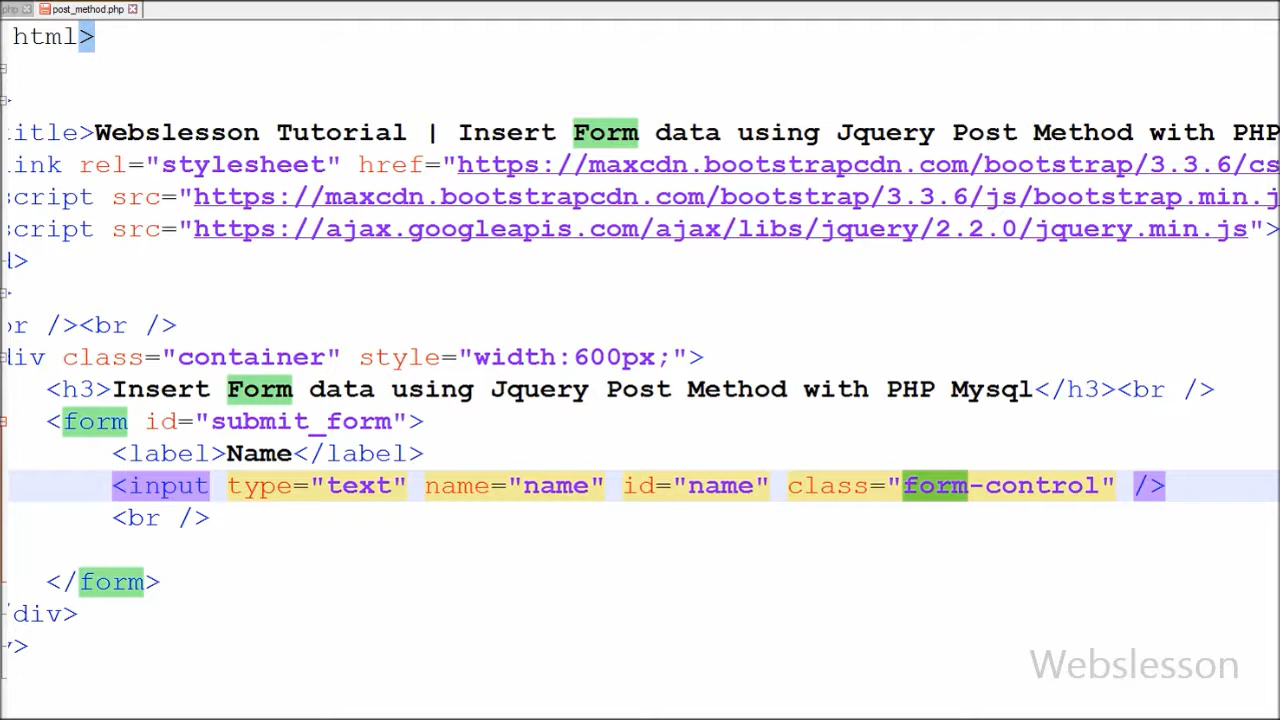 php post_method.php
html>
title>Webslesson Tutorial | Insert Form data using Jquery Post Method with PHP
link rel="stylesheet" href="https://maxcdn.bootstrapcdn.com/bootstrap/3.3.6/cs
script src="https://maxcdn.bootstrapcdn.com/bootstrap/3.3.6/js/bootstrap.min.j
script src="https://ajax.googleapis.com/ajax/libs/jquery/2.2.0/jquery.min.js">
d>
br /><br />
div class="container" style="width:600px;">
<h3>Insert Form data using Jquery Post Method with PHP Mysql</h3><br />
<form id="submit_form">
<label>Name</label>
<input type="text" name="name" id="name" class="form-control" />
<br />
</form>
/div>
y>
Webslesson